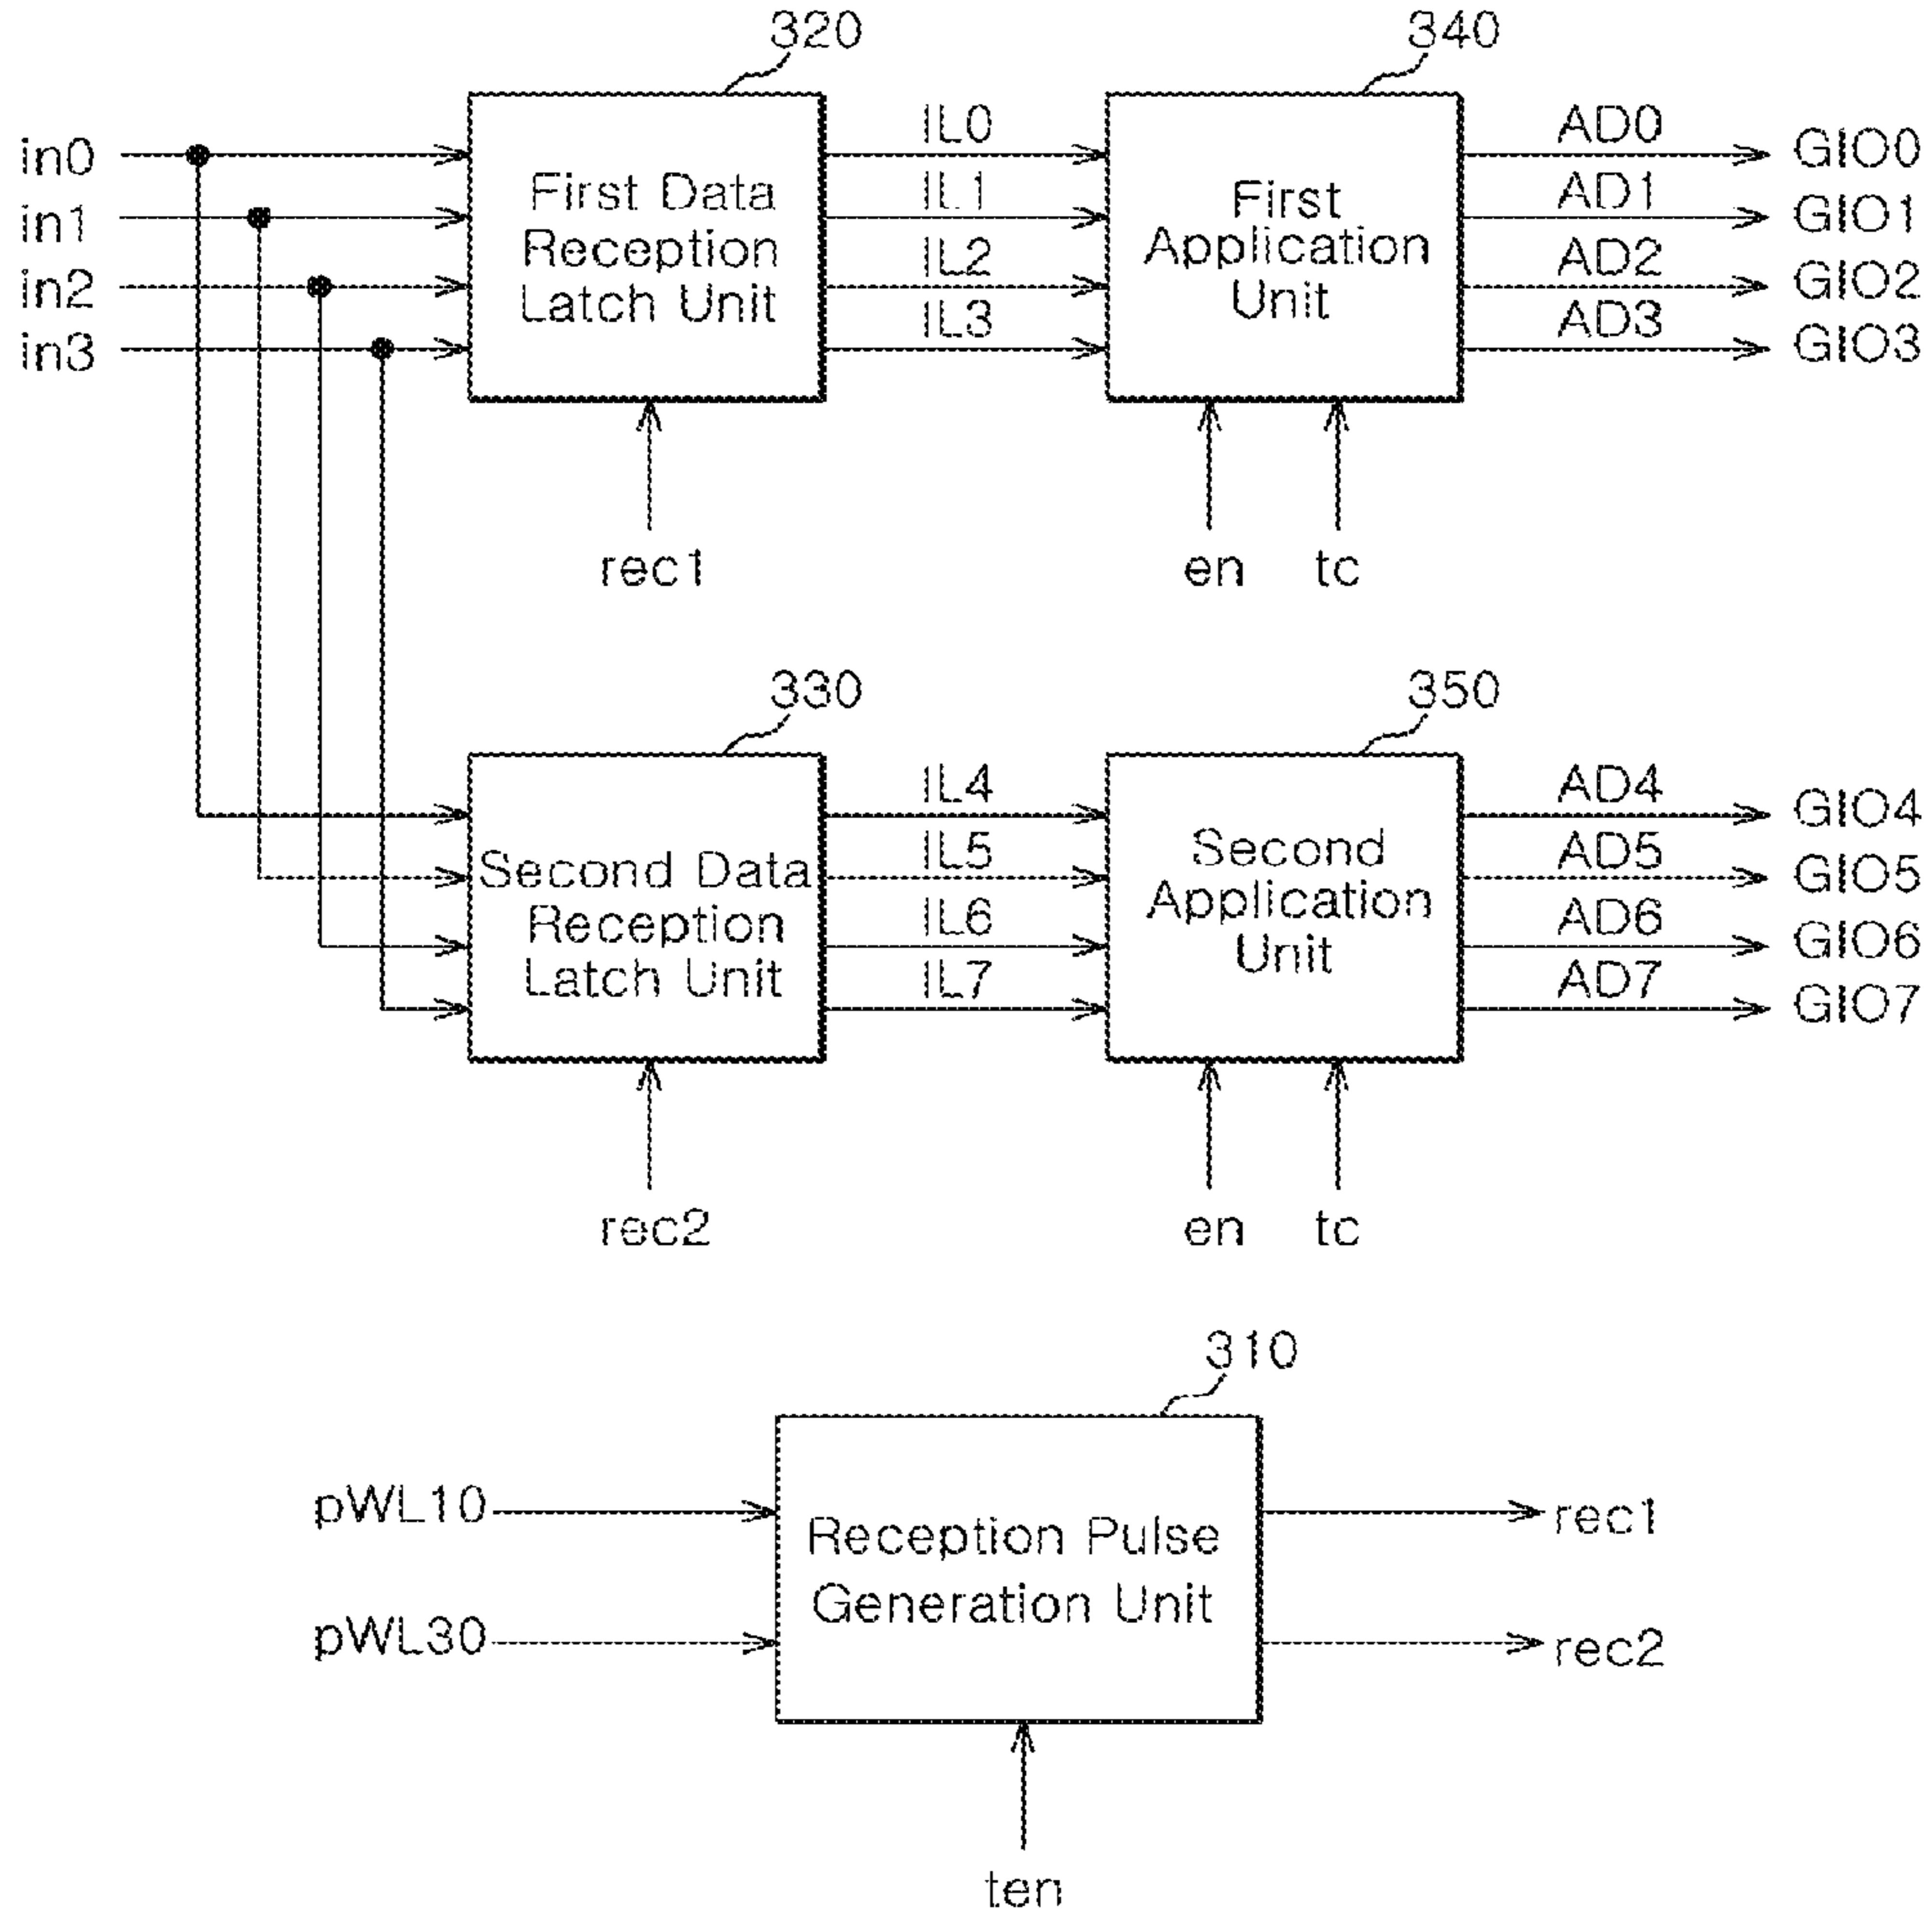 320
340
in0
in1
in2
in3
First Data
Reception
Latch Unit
IL0
IL1
IL2
IL3
First
Application
Unit
AD0
AD1
AD2
AD3
GIO0
GIO1
GIO2
GIO3
rec1
en
tc
330
350
Second Data
Reception
Latch Unit
IL4
IL5
IL6
IL7
Second
Application
Unit
AD4
AD5
AD6
AD7
GIO4
GIO5
GIO6
GIO7
rec2
en
tc
310
pWL10
pWL30
Reception Pulse
Generation Unit
rec1
rec2
ten